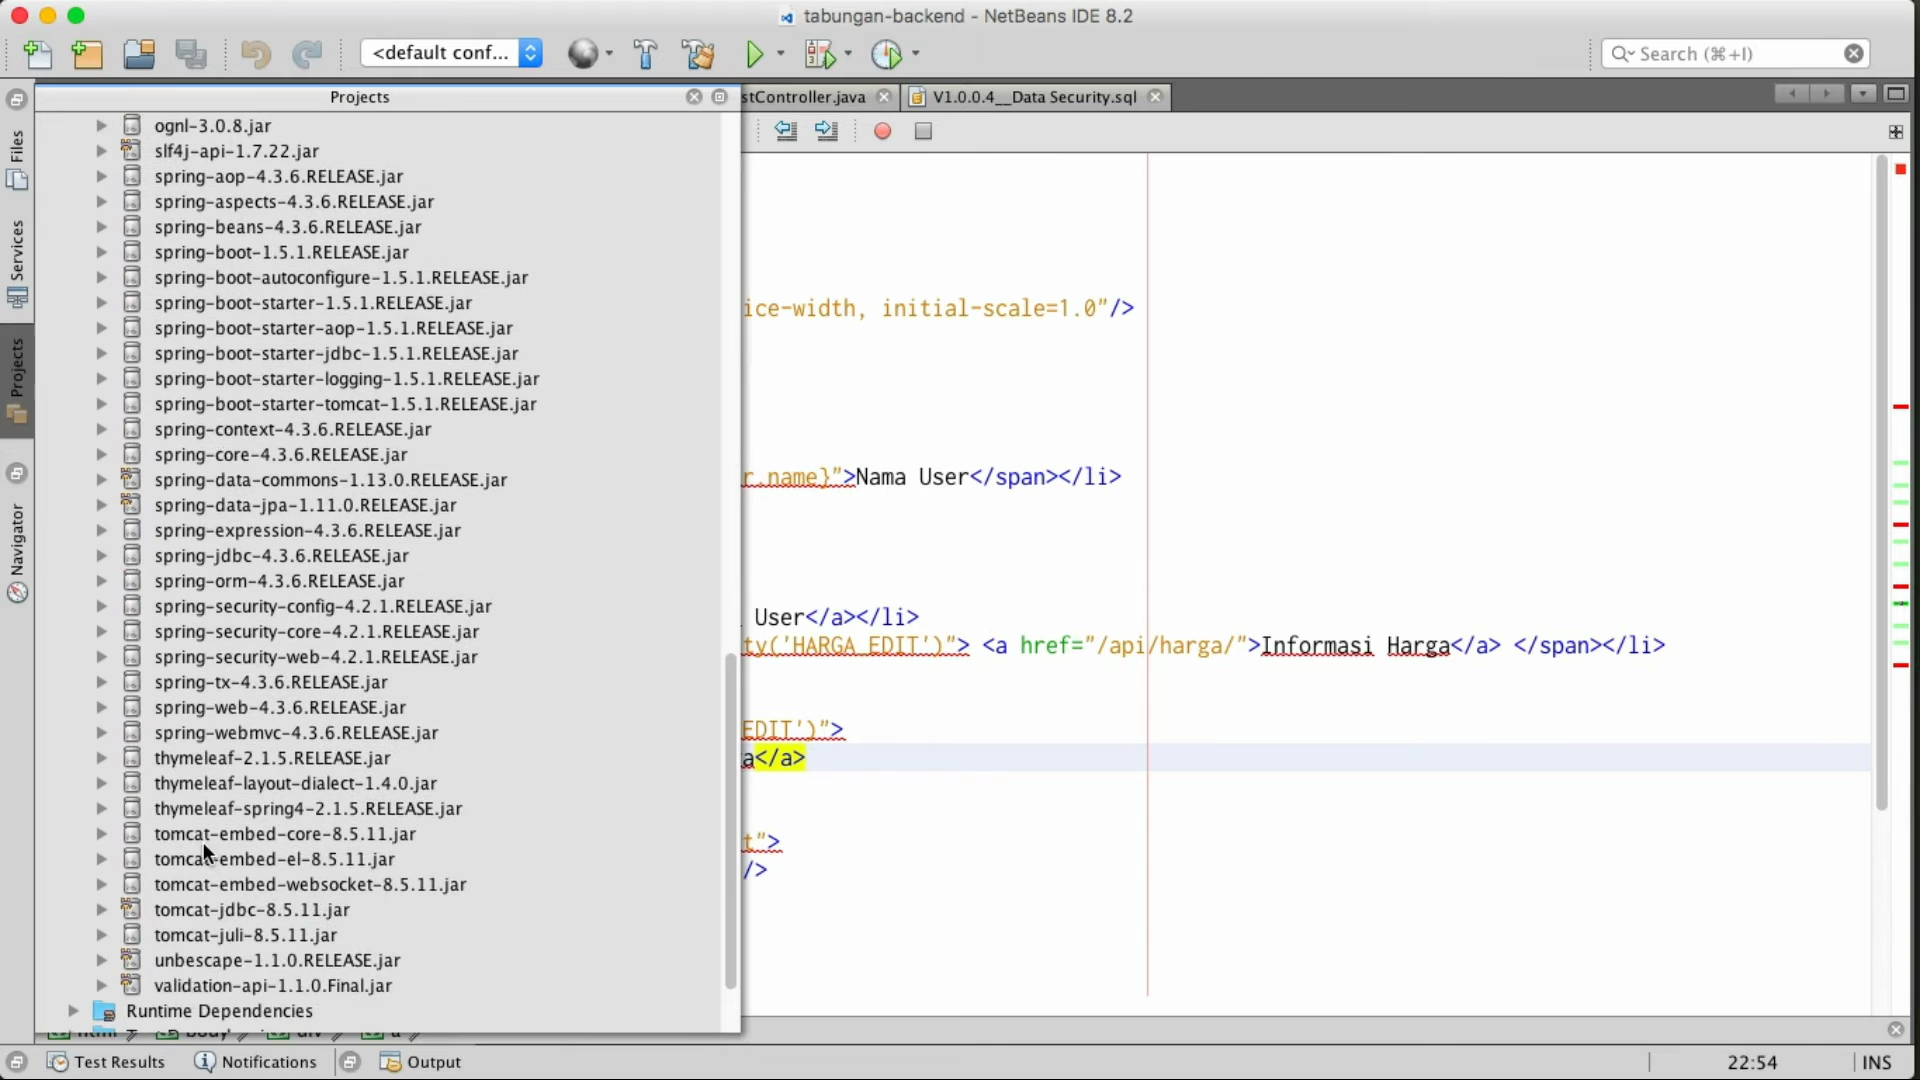 tabungan-backend - NetBeans IDE 8.2
<default conf...
Search (⌘+I)
Projects
stController.java
V1.0.0.4__Data Security.sql
Files
Services
Projects
Navigator
ognl-3.0.8.jar
slf4j-api-1.7.22.jar
spring-aop-4.3.6.RELEASE.jar
spring-aspects-4.3.6.RELEASE.jar
spring-beans-4.3.6.RELEASE.jar
spring-boot-1.5.1.RELEASE.jar
spring-boot-autoconfigure-1.5.1.RELEASE.jar
spring-boot-starter-1.5.1.RELEASE.jar
spring-boot-starter-aop-1.5.1.RELEASE.jar
spring-boot-starter-jdbc-1.5.1.RELEASE.jar
spring-boot-starter-logging-1.5.1.RELEASE.jar
spring-boot-starter-tomcat-1.5.1.RELEASE.jar
spring-context-4.3.6.RELEASE.jar
spring-core-4.3.6.RELEASE.jar
spring-data-commons-1.13.0.RELEASE.jar
spring-data-jpa-1.11.0.RELEASE.jar
spring-expression-4.3.6.RELEASE.jar
spring-jdbc-4.3.6.RELEASE.jar
spring-orm-4.3.6.RELEASE.jar
spring-security-config-4.2.1.RELEASE.jar
spring-security-core-4.2.1.RELEASE.jar
spring-security-web-4.2.1.RELEASE.jar
spring-tx-4.3.6.RELEASE.jar
spring-web-4.3.6.RELEASE.jar
spring-webmvc-4.3.6.RELEASE.jar
thymeleaf-2.1.5.RELEASE.jar
thymeleaf-layout-dialect-1.4.0.jar
thymeleaf-spring4-2.1.5.RELEASE.jar
tomcat-embed-core-8.5.11.jar
tomcat-embed-el-8.5.11.jar
tomcat-embed-websocket-8.5.11.jar
tomcat-jdbc-8.5.11.jar
tomcat-juli-8.5.11.jar
unbescape-1.1.0.RELEASE.jar
validation-api-1.1.0.Final.jar
Runtime Dependencies
ice-width, initial-scale=1.0"/>
r.name}">Nama User</span></li>
User</a></li>
ty('HARGA_EDIT')"> <a href="/api/harga/">Informasi Harga</a> </span></li>
EDIT')">
a</a>
t">
/>
Test Results
Notifications
Output
22:54
INS